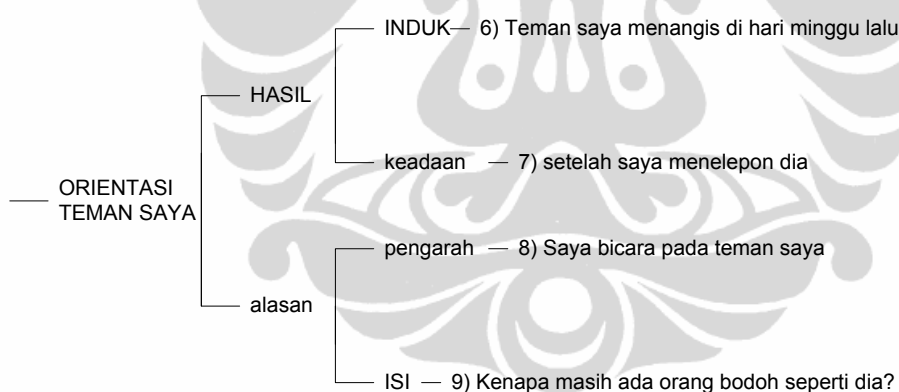 INDUK— 6) Teman saya menangis di hari minggu lalu
HASIL
keadaan — 7) setelah saya menelepon dia
ORIENTASI
TEMAN SAYA
pengarah — 8) Saya bicara pada teman saya
alasan
ISI — 9) Kenapa masih ada orang bodoh seperti dia?